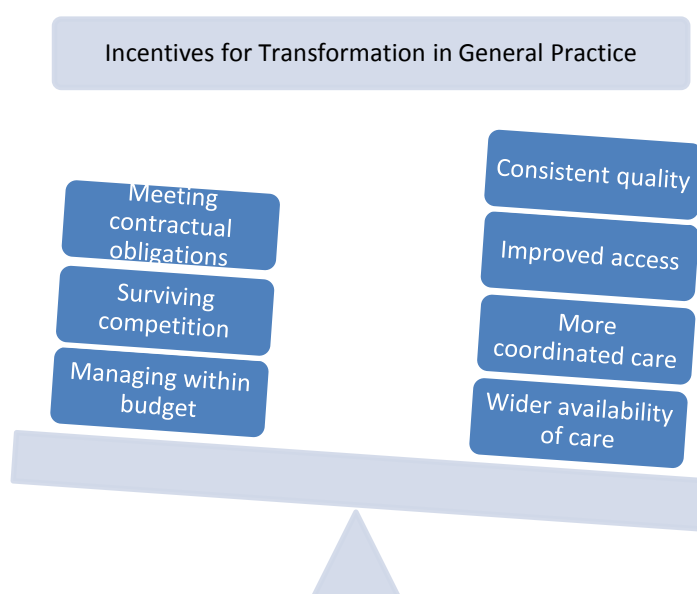 Incentives for Transformation in General Practice
Meeting
contractual
obligations
Surviving
competition
Managing within
budget
Consistent quality
Improved access
More
coordinated care
Wider availability
of care